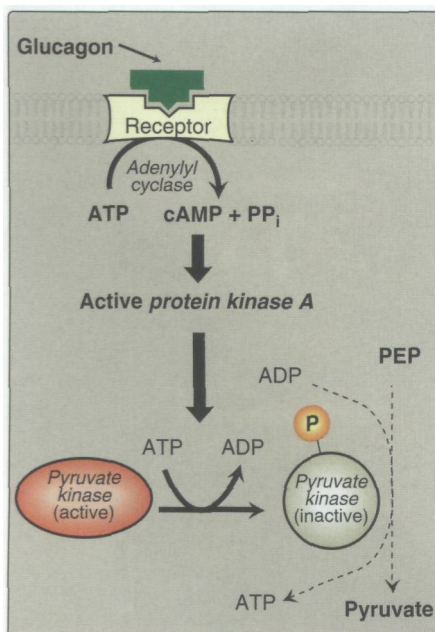 Glucagon
Receptor
Adenylyl
cyclase
ATP cAMP + PPi
Active protein kinase A
PEP
ADP
P
ATP ADP
Pyruvate
kinase
(active)
Pyruvate
kinase
(inactive)
ATP
Pyruvate